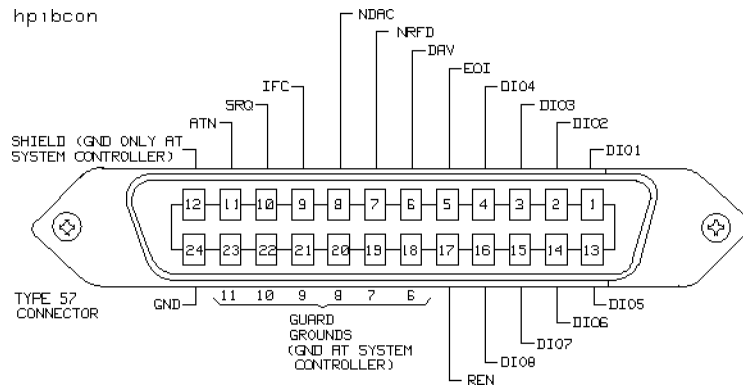 hpibcon
NDAC
NRFD
DAV
EOI
IFC
DIO4
SRQ
DIO3
ATN
DIO2
SHIELD (GND ONLY AT
SYSTEM CONTROLLER)
DIO1
12 11 10 9 8 7 6 5 4 3 2 1
24 23 22 21 20 19 18 17 16 15 14 13
TYPE 57
CONNECTOR
GND
11 10 9 8 7 6
DIO5
GUARD
GROUNDS
(GND AT SYSTEM
CONTROLLER)
DIO6
DIO7
DIO8
REN